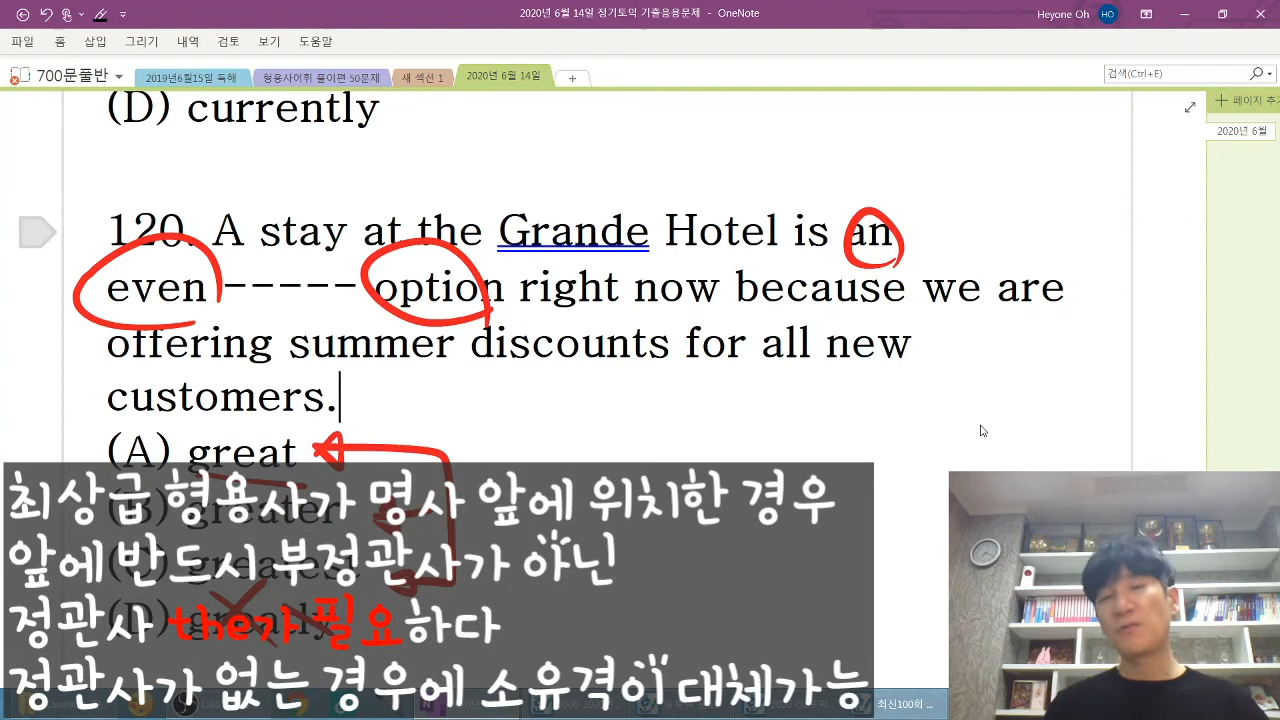 2020년 6월 14일 정기토익 기출응용문제 - OneNote
Heyone Oh HO
파일 홈 삽입 그리기 내역 검토 보기 도움말
700문풀반 2019년6월15일 독해 형용사어휘 풀이편 50문제 새 섹션 1 2020년 6월 14일 +
검색(Ctrl+E)
페이지 추가
2020년 6월
(D) currently
120. A stay at the Grande Hotel is an
even ----- option right now because we are
offering summer discounts for all new
customers.
(A) great
(B) greater
(C) greatest
(D) greatly
최상급 형용사가 명사 앞에 위치한 경우
앞에 반드시 부정관사가 아닌
정관사 the가 필요하다
정관사가 없는 경우에 소유격이 대체가능
최신100회 ...